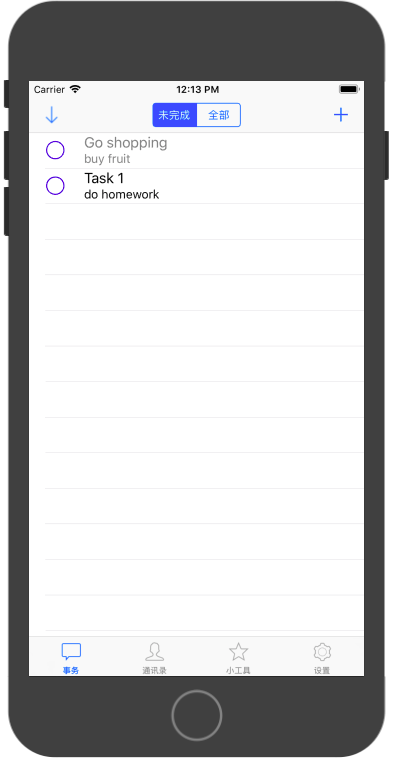 Carrier 12:13 PM
未完成 全部
Go shopping
buy fruit
Task 1
do homework
事务 通讯录 小工具 设置